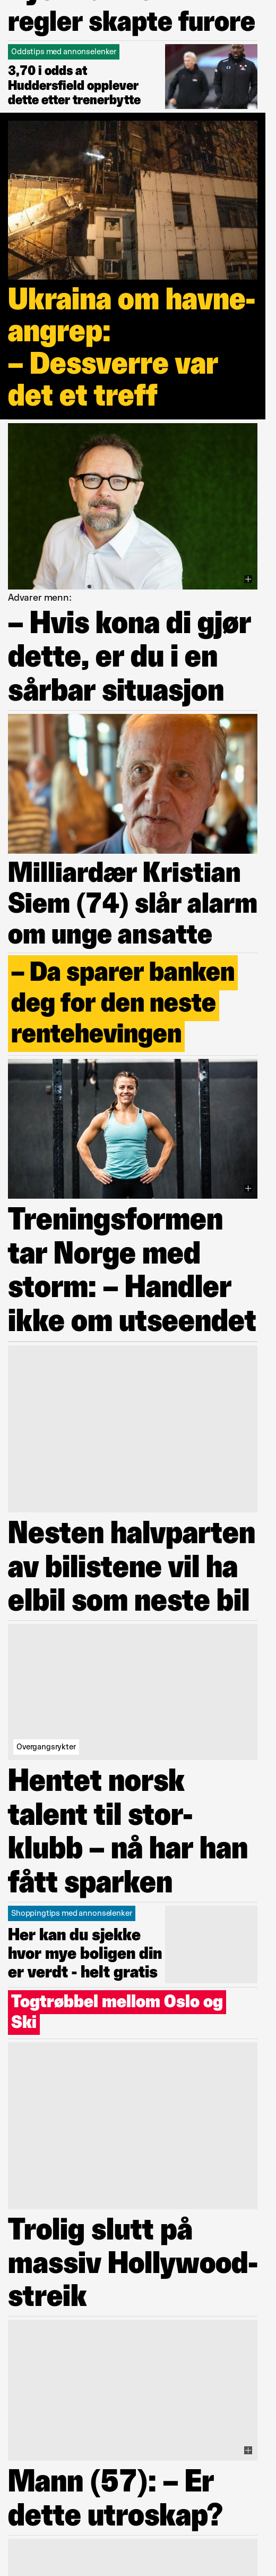 regler skapte furore
Oddstips med annonselenker
3,70 i odds at
Huddersfield opplever
dette etter trenerbytte
Ukraina om havne-
angrep:
– Dessverre var
det et treff
Advarer menn:
– Hvis kona di gjør
dette, er du i en
sårbar situasjon
Milliardær Kristian
Siem (74) slår alarm
om unge ansatte
– Da sparer banken
deg for den neste
rentehevingen
Treningsformen
tar Norge med
storm: – Handler
ikke om utseendet
Nesten halvparten
av bilistene vil ha
elbil som neste bil
Overgangsrykter
Hentet norsk
talent til stor-
klubb – nå har han
fått sparken
Shoppingtips med annonselenker
Her kan du sjekke
hvor mye boligen din
er verdt - helt gratis
Togtrøbbel mellom Oslo og
Ski
Trolig slutt på
massiv Hollywood-
streik
Mann (57): – Er
dette utroskap?